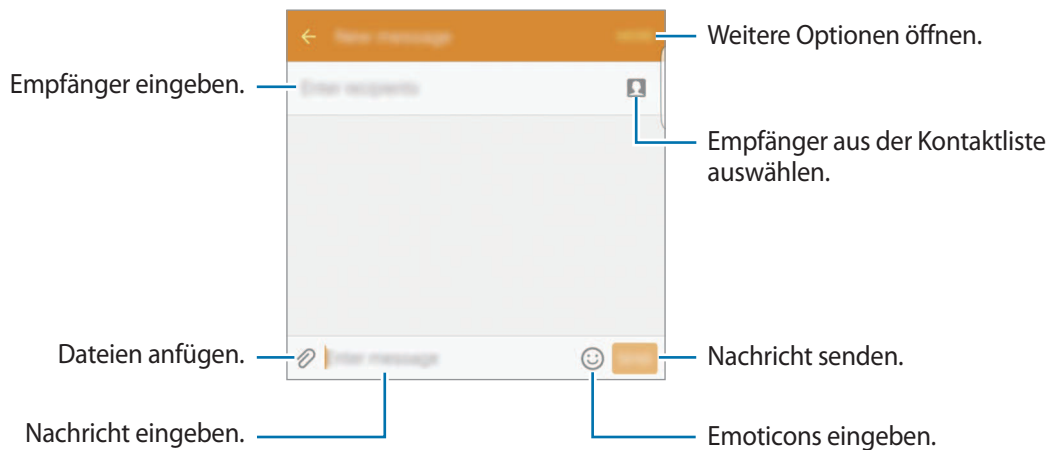 Weitere Optionen öffnen.
Empfänger eingeben.
Empfänger aus der Kontaktliste
auswählen.
Dateien anfügen.
Nachricht senden.
Nachricht eingeben.
Emoticons eingeben.